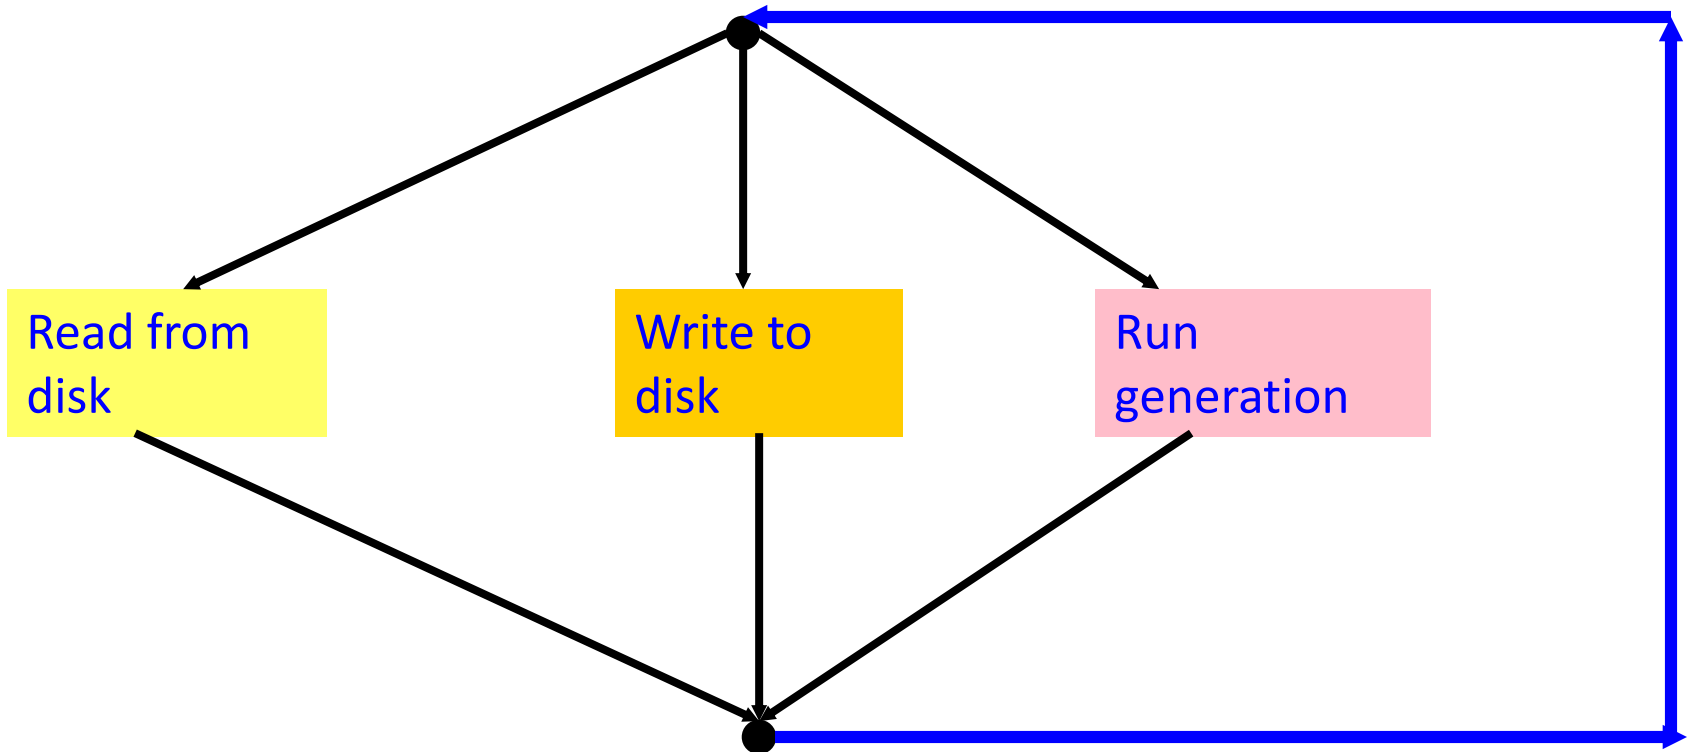 Read from
disk
Write to
disk
Run
generation